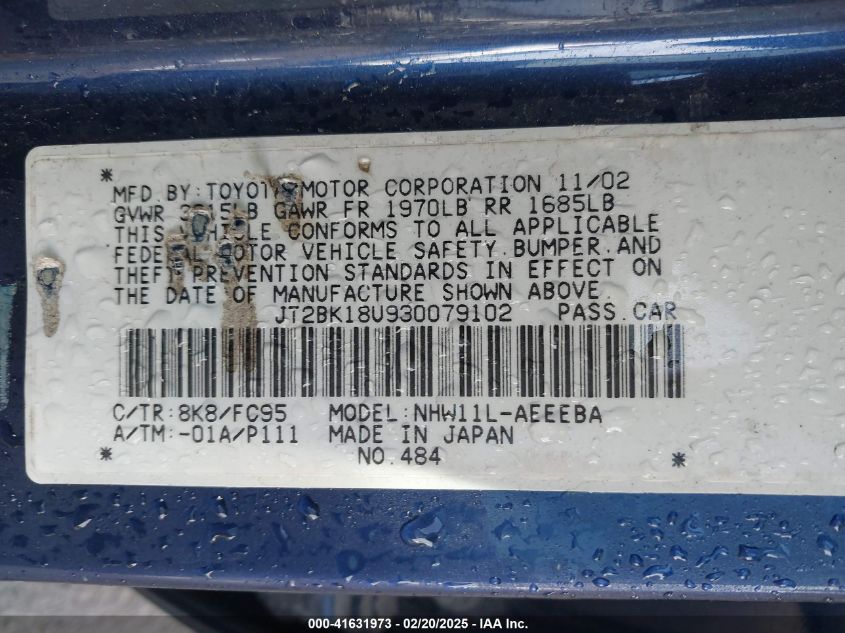 *
MFD. BY: MOTOR CORPORATION 11/02
GVWR GAWR FR 1970LB RR 1685LB
THIS CONFORMS TO ALL APPLICABLE
MOTOR VEHICLE SAFETY, BUMPER, AND
PREVENTION STANDARDS IN EFFECT ON
THE DATE OF MANUFACTURE SHOWN ABOVE.
JT2BK18U930079102 PASS. CAR
C/TR: 8K8/FC95 MODEL: NHW11L-AEEEBA
A/TM: -01A/P111 MADE IN JAPAN
* NO. 484 *
000-41631973 — 02/20/2025 — IAA Inc.